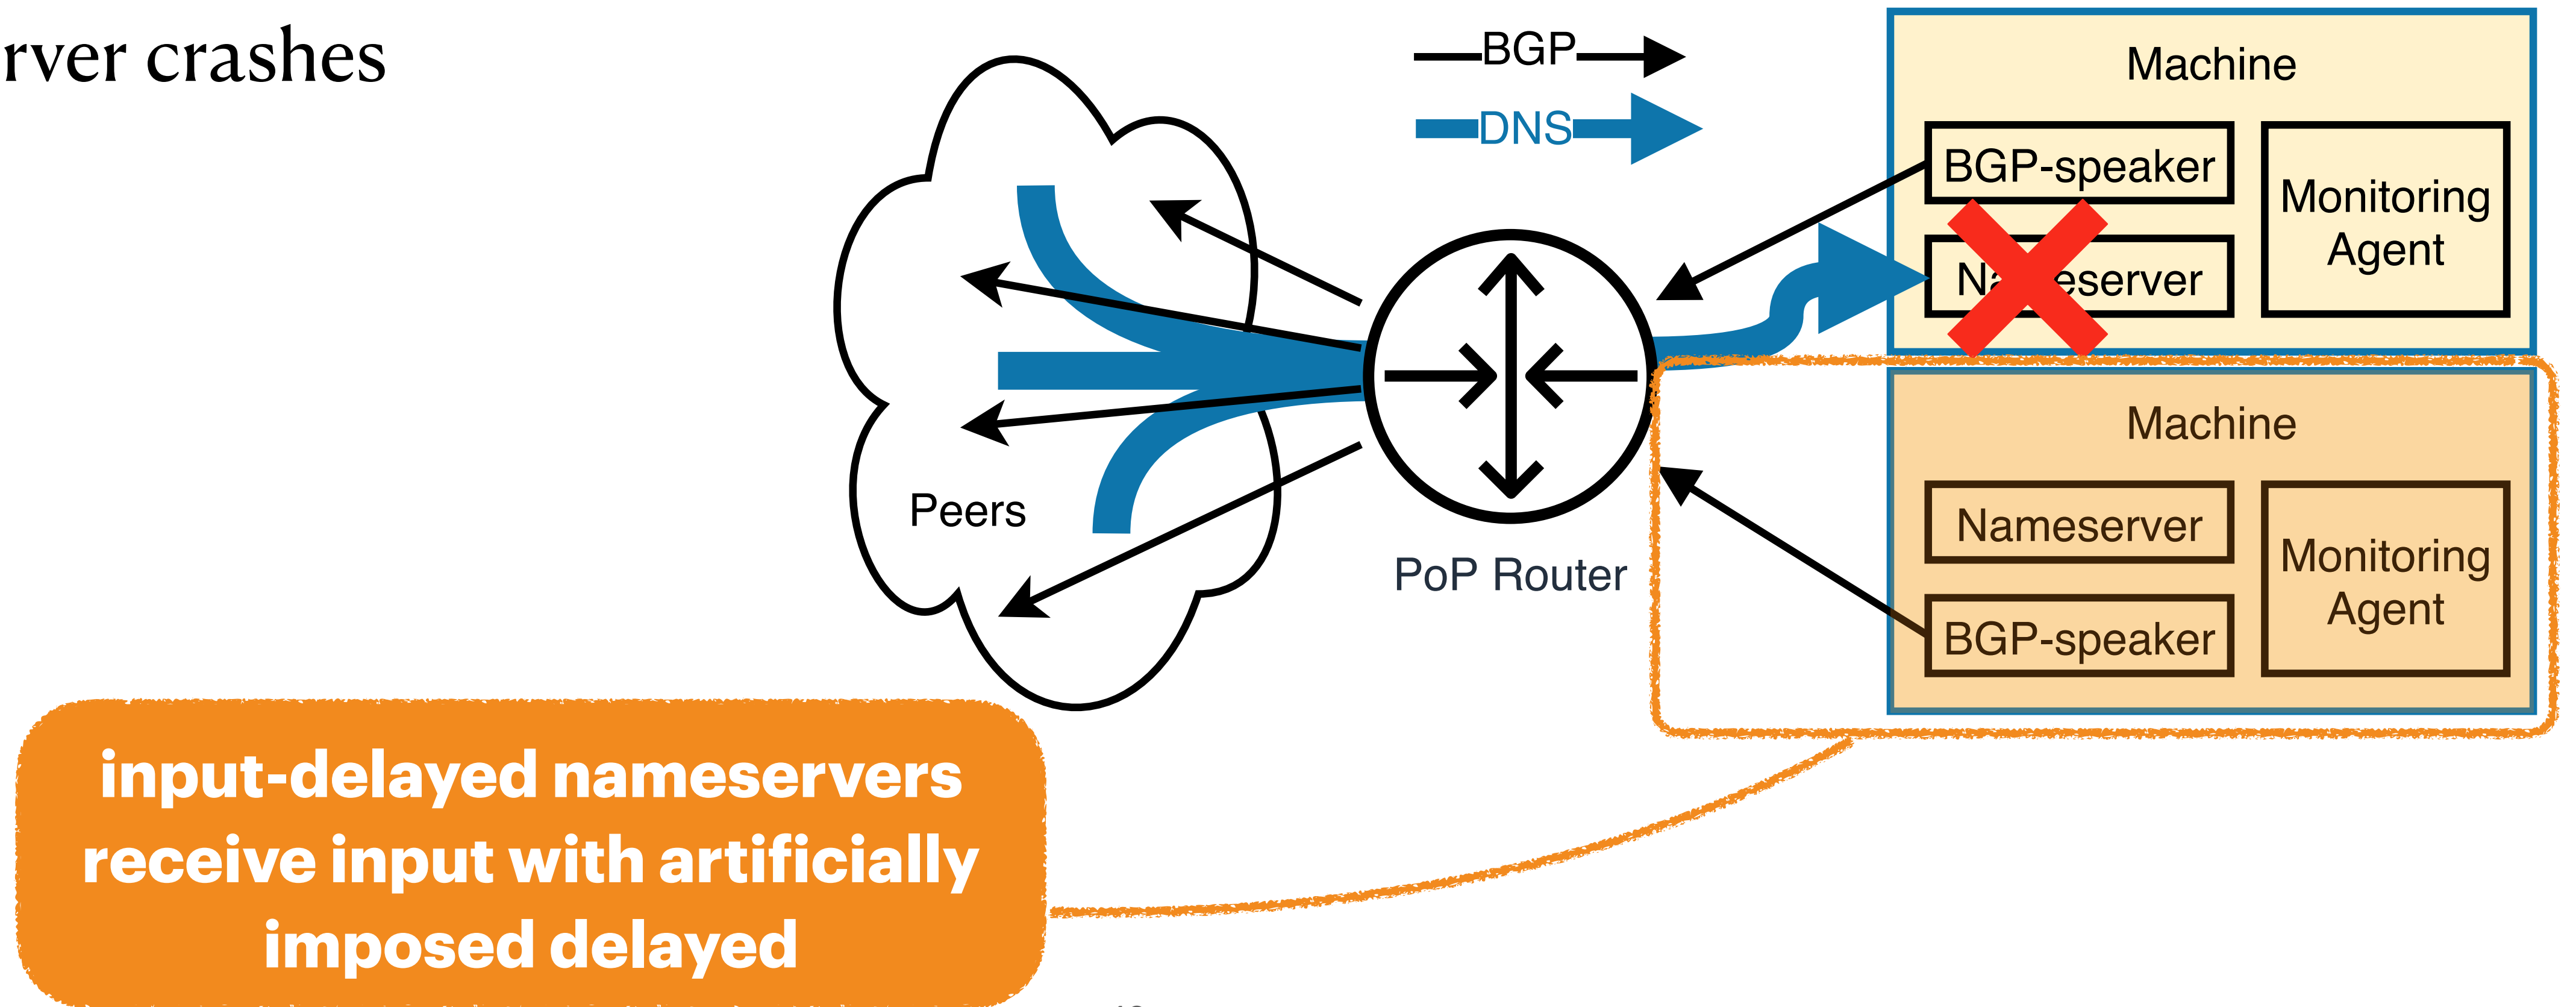 rver crashes
BGP
DNS
Machine
BGP-speaker
Nameserver
Monitoring
Agent
Peers
PoP Router
Machine
Nameserver
BGP-speaker
Monitoring
Agent
input-delayed nameservers
receive input with artificially
imposed delayed